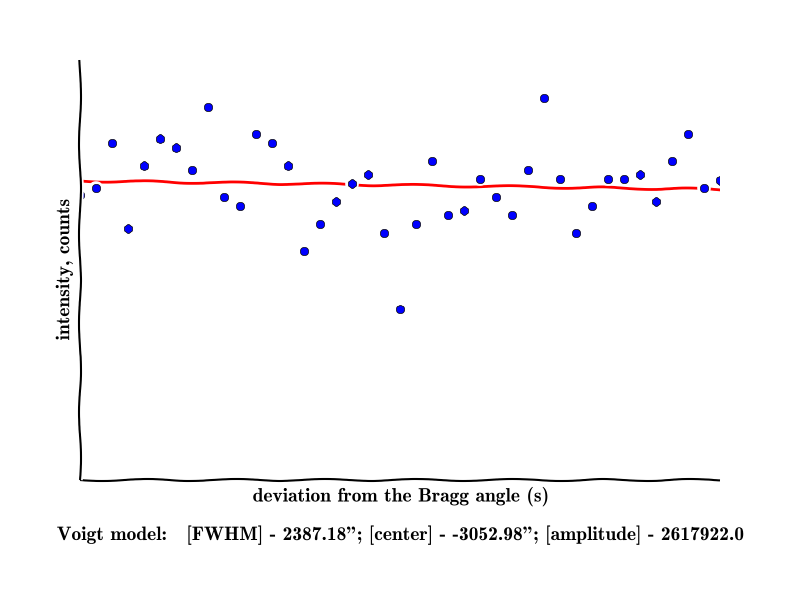 intensity, counts
deviation from the Bragg angle (s)
Voigt model: [FWHM] - 2387.18”; [center] - -3052.98”; [amplitude] - 2617922.0